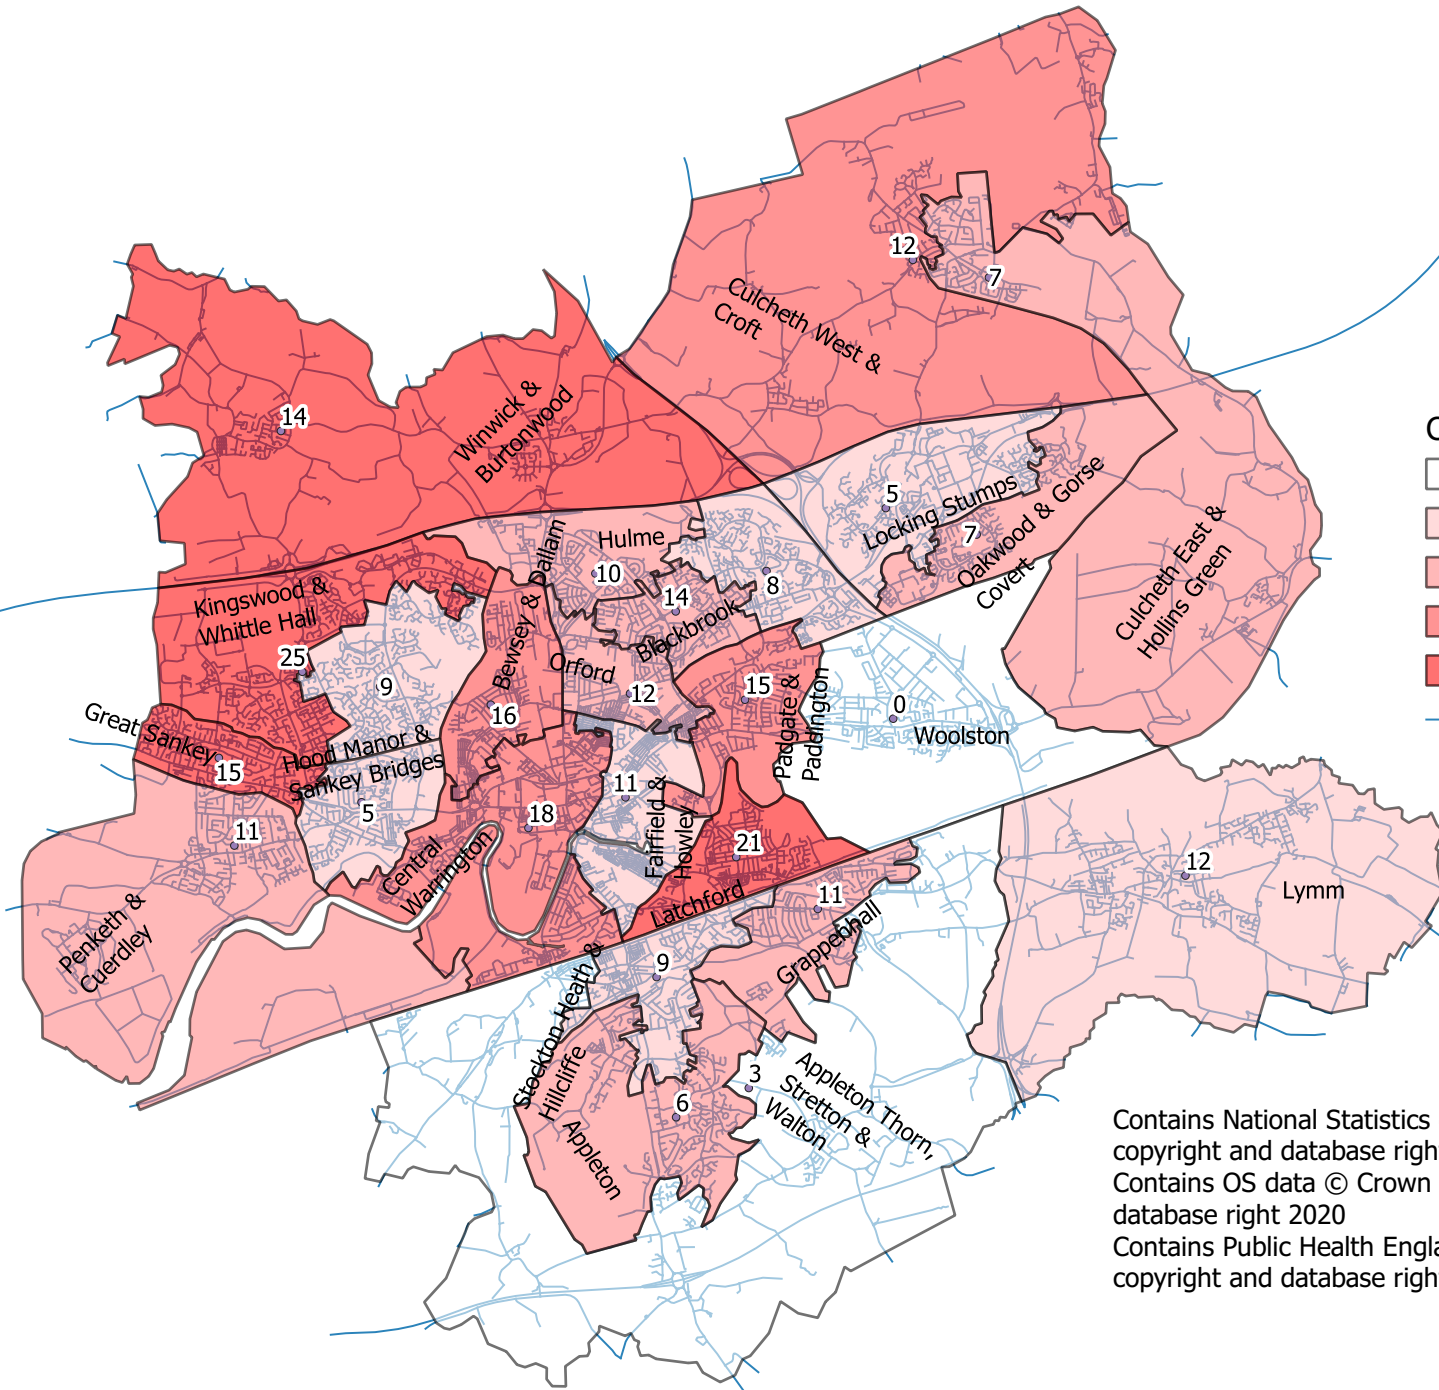 12
7
Culcheth West &
Croft
14
Winwick &
Burtonwood
C
5
Locking Stumps
7
Oakwood & Gorse
Covert
Culcheth East &
Hollins Green
Hulme
10
Bewsey & Dallam
14
Blackbrook
8
Kingswood &
Whittle Hall
25
9
Orford
12
16
15
Padgate &
Paddington
0
Woolston
Great Sankey
15
Hood Manor &
Sankey Bridges
5
11
Fairfield &
Howley
18
Central
Warrington
21
Latchford
11
Penketh &
Cuerdley
11
Grappenhall
12
Lymm
9
Stockton Heath &
Hillcliffe
3
Appleton Thorn,
Stretton &
Walton
6
Appleton
Contains National Statistics
copyright and database righ
Contains OS data © Crown
database right 2020
Contains Public Health Engla
copyright and database righ